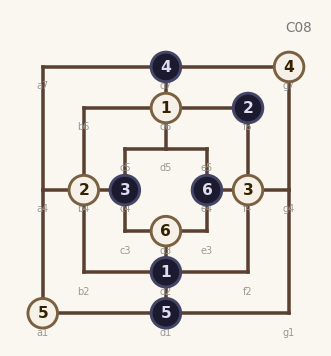 C08
4 4
a7 d7 g7
1 2
b6 d6 f6
c5 d5 e5
2 3 6 3
a4 b4 c4 e4 f4 g4
6
c3 d3 e3
1
b2 d2 f2
5 5
a1 d1 g1